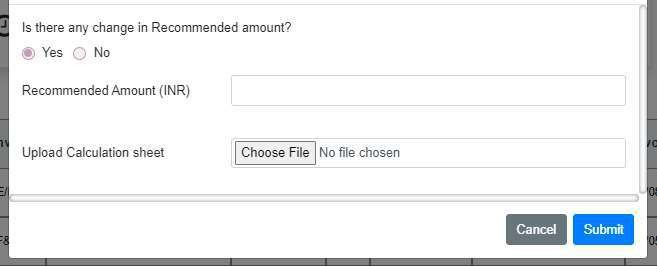 Is there any change in Recommended amount?
Yes No
Recommended Amount (INR)
Upload Calculation sheet Choose File No file chosen
Cancel Submit